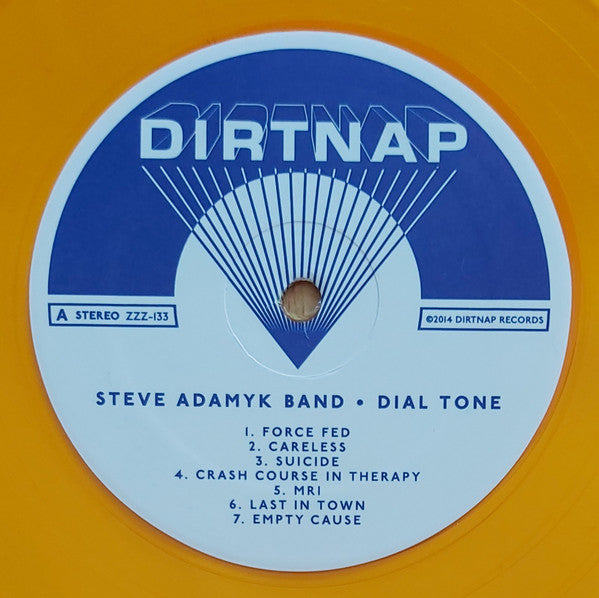 DIRTNAP
A STEREO ZZZ-133
©2014 DIRTNAP RECORDS
STEVE ADAMYK BAND • DIAL TONE
1. FORCE FED
2. CARELESS
3. SUICIDE
4. CRASH COURSE IN THERAPY
5. MRI
6. LAST IN TOWN
7. EMPTY CAUSE